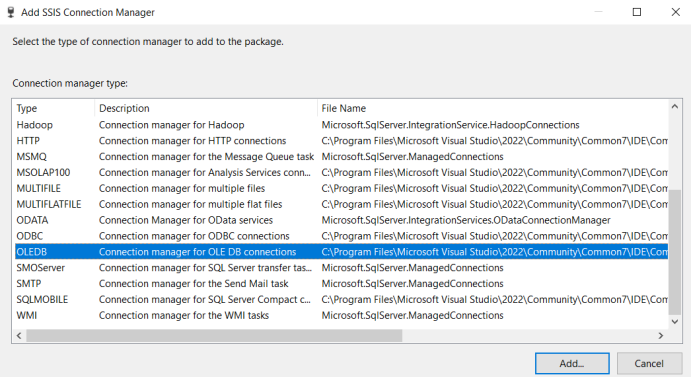 Add SSIS Connection Manager
Select the type of connection manager to add to the package.
Connection manager type:
Type Description File Name
Hadoop Connection manager for Hadoop Microsoft.SqlServer.IntegrationService.HadoopConnections
HTTP Connection manager for HTTP connections C:\Program Files\Microsoft Visual Studio\2022\Community\Common7\IDE\Com
MSMQ Connection manager for the Message Queue task Microsoft.SqlServer.ManagedConnections
MSOLAP100 Connection manager for Analysis Services conn... C:\Program Files\Microsoft Visual Studio\2022\Community\Common7\IDE\Com
MULTIFILE Connection manager for multiple files C:\Program Files\Microsoft Visual Studio\2022\Community\Common7\IDE\Com
MULTIFLATFILE Connection manager for multiple flat files C:\Program Files\Microsoft Visual Studio\2022\Community\Common7\IDE\Com
ODATA Connection Manager for OData services Microsoft.SqlServer.IntegrationServices.ODataConnectionManager
ODBC Connection manager for ODBC connections C:\Program Files\Microsoft Visual Studio\2022\Community\Common7\IDE\Com
OLEDB Connection manager for OLE DB connections C:\Program Files\Microsoft Visual Studio\2022\Community\Common7\IDE\Com
SMOServer Connection manager for SQL Server transfer tas... Microsoft.SqlServer.ManagedConnections
SMTP Connection manager for the Send Mail task Microsoft.SqlServer.ManagedConnections
SQLMOBILE Connection manager for SQL Server Compact c... C:\Program Files\Microsoft Visual Studio\2022\Community\Common7\IDE\Com
WMI Connection manager for the WMI tasks Microsoft.SqlServer.ManagedConnections
Add... Cancel